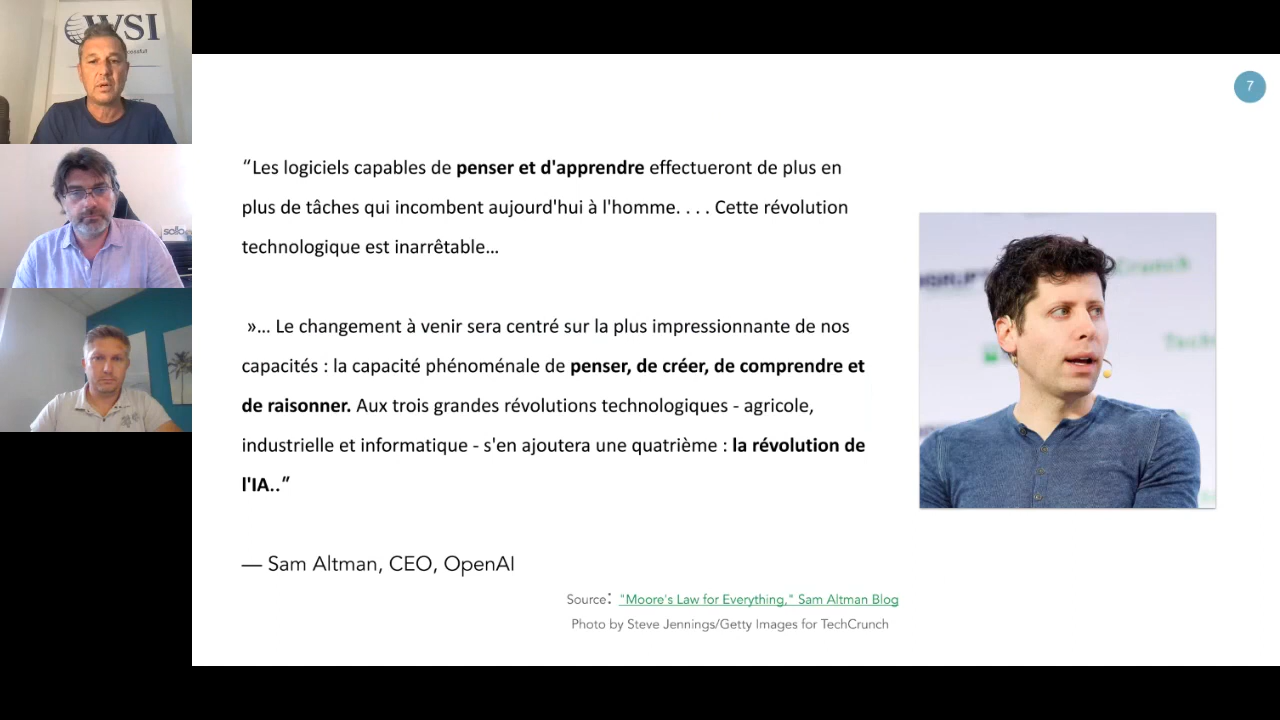 WSI
7
“Les logiciels capables de penser et d'apprendre effectueront de plus en
plus de tâches qui incombent aujourd'hui à l'homme. . . . Cette révolution
technologique est inarrêtable…
»… Le changement à venir sera centré sur la plus impressionnante de nos
capacités : la capacité phénoménale de penser, de créer, de comprendre et
de raisonner. Aux trois grandes révolutions technologiques - agricole,
industrielle et informatique - s'en ajoutera une quatrième : la révolution de
l'IA..”
— Sam Altman, CEO, OpenAI
Source: "Moore's Law for Everything," Sam Altman Blog
Photo by Steve Jennings/Getty Images for TechCrunch